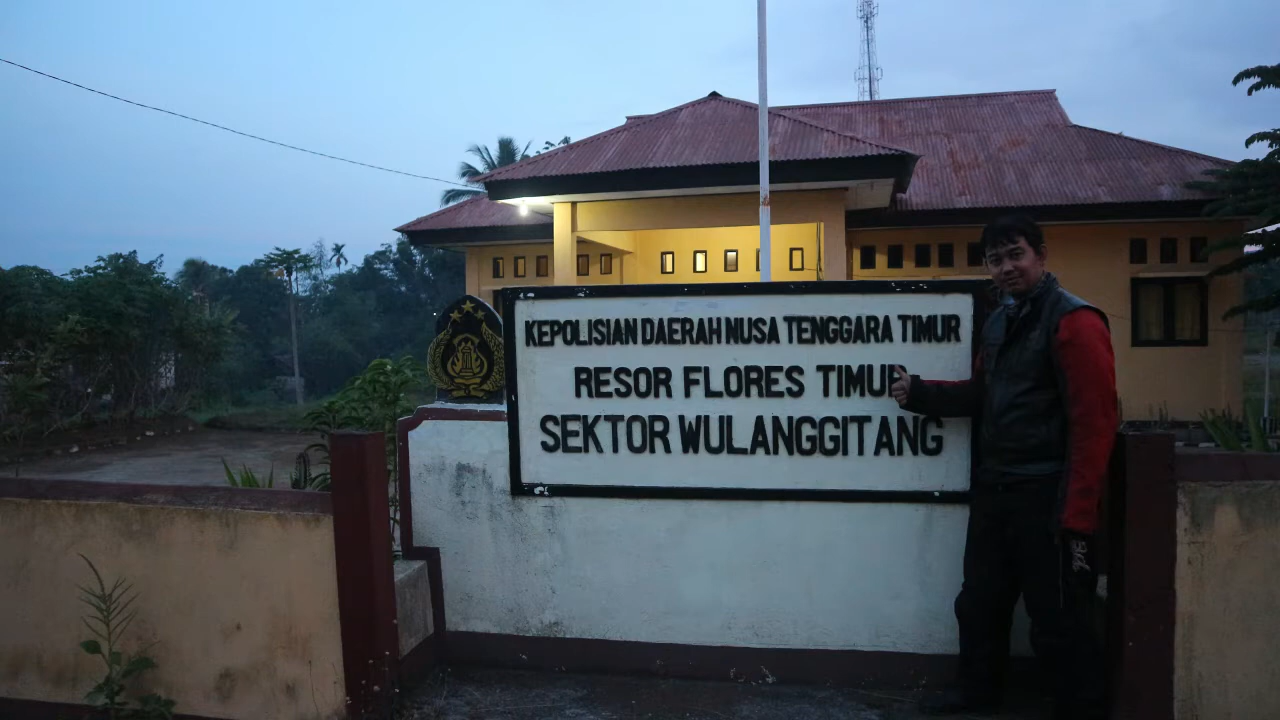 KEPOLISIAN DAERAH NUSA TENGGARA TIMUR
RESOR FLORES TIMUR
SEKTOR WULANGGITANG